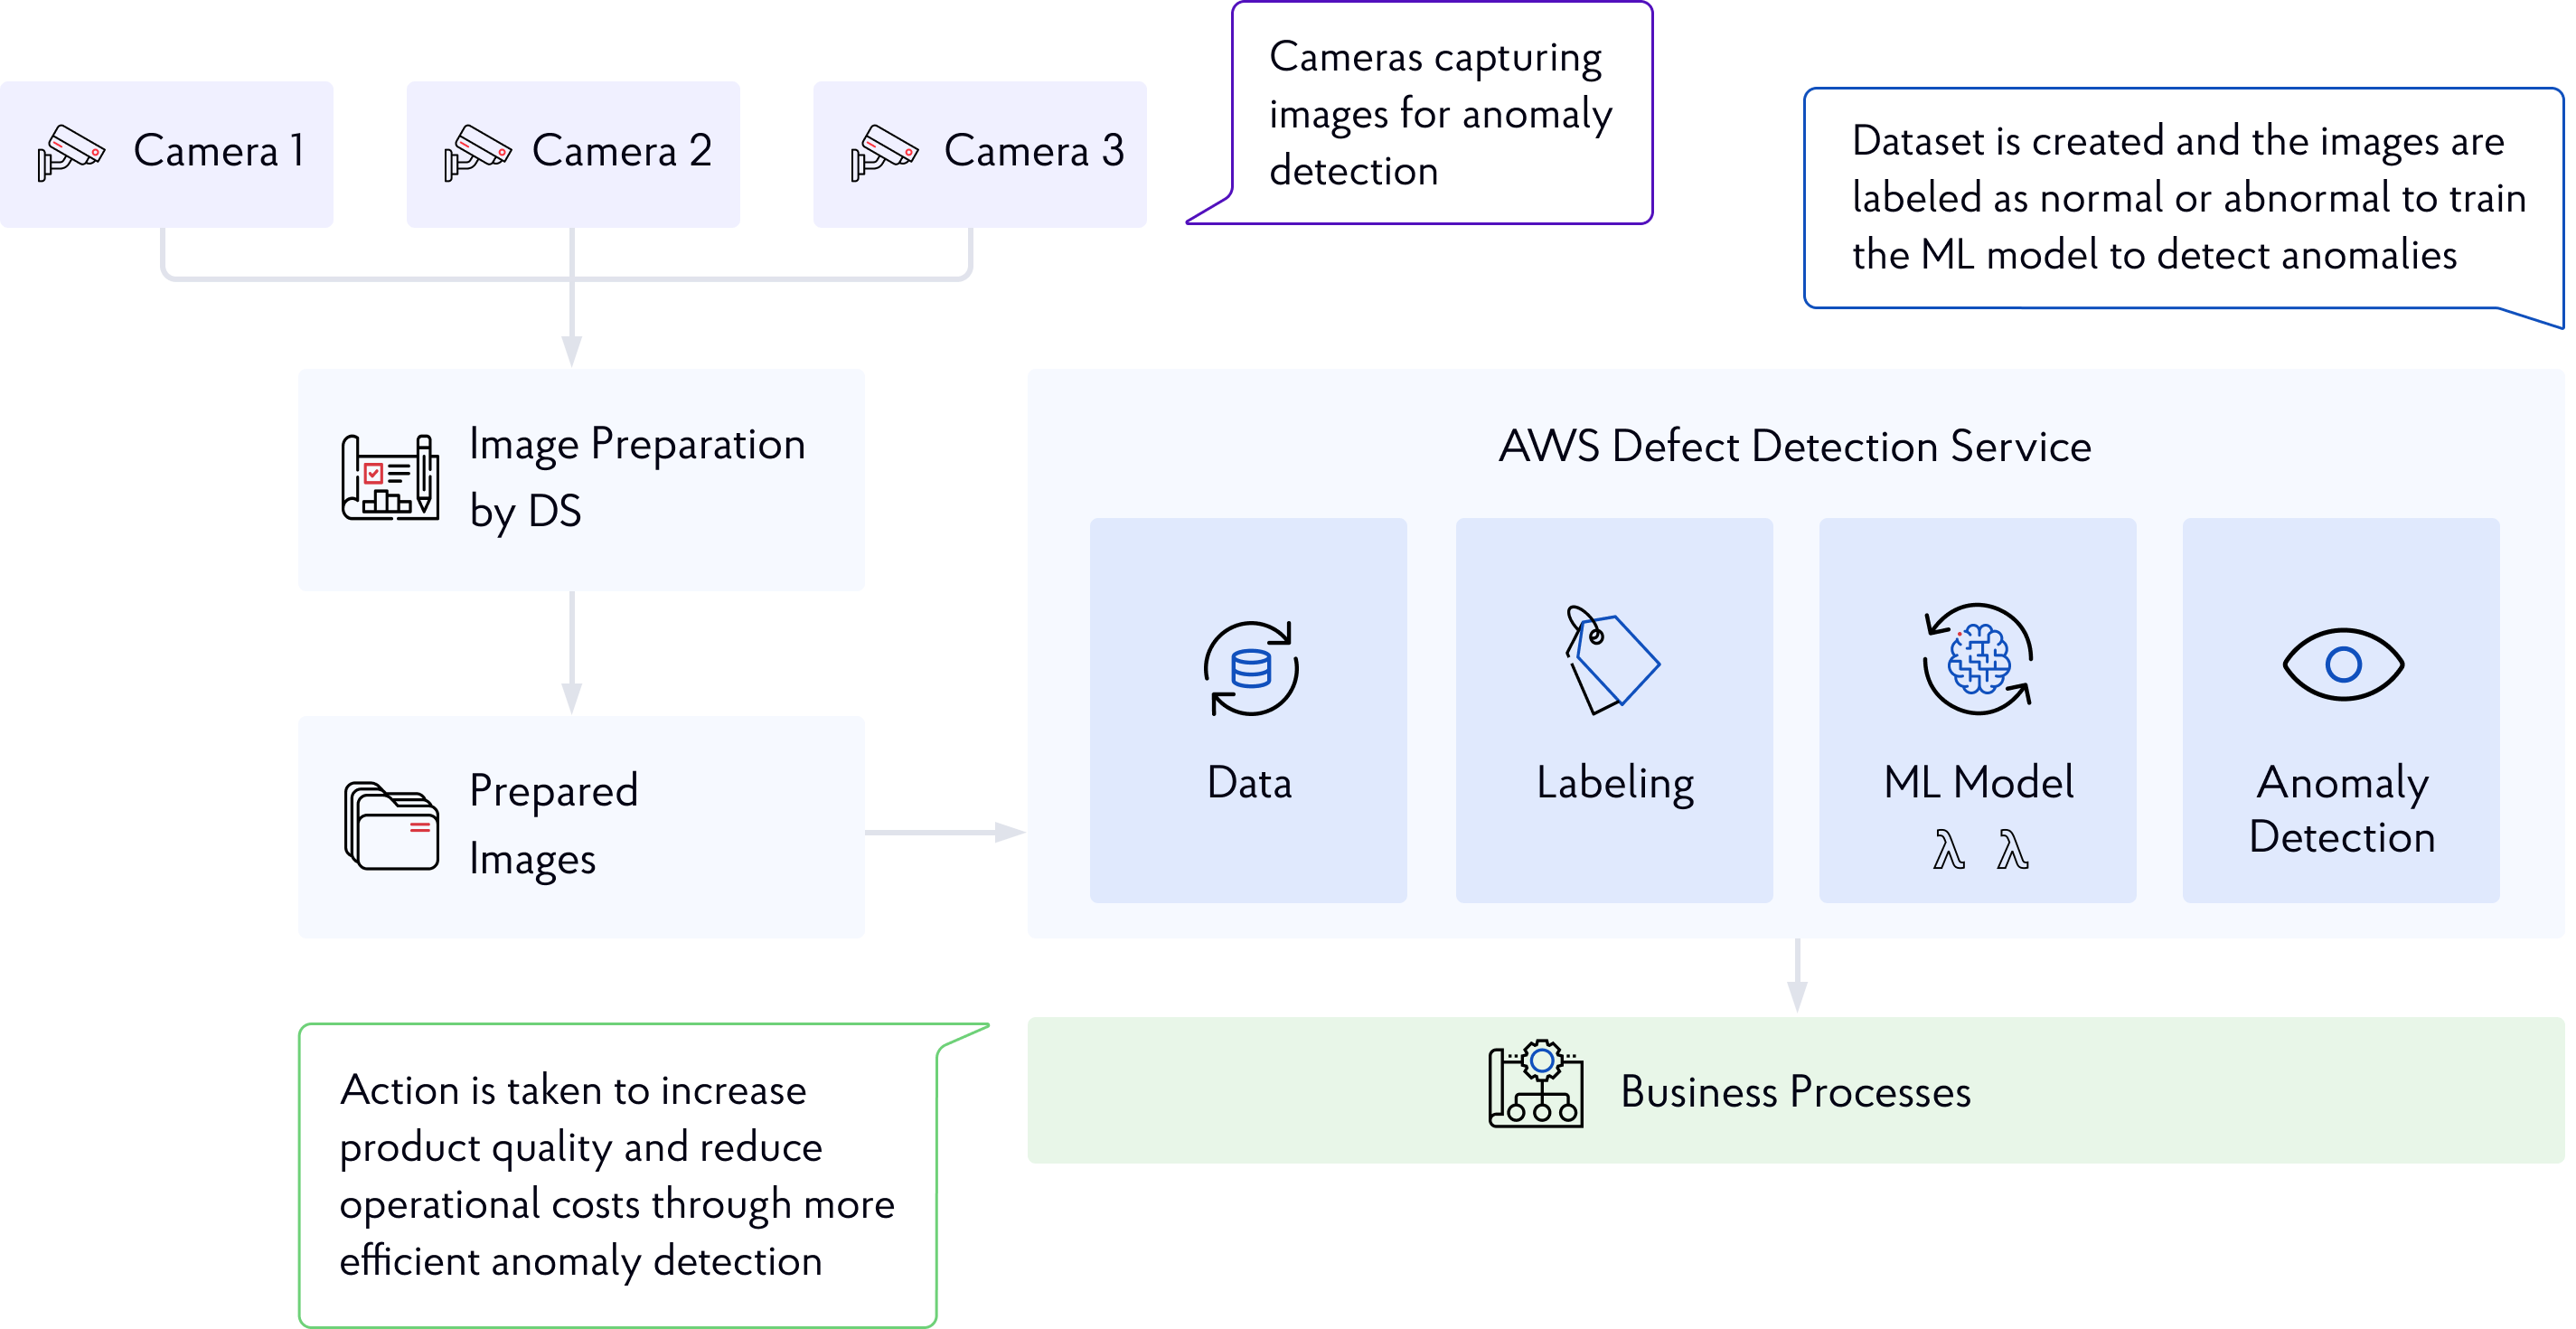 Camera 1
Camera 2
Camera 3
Cameras capturing
images for anomaly
detection
Dataset is created and the images are
labeled as normal or abnormal to train
the ML model to detect anomalies
Image Preparation
by DS
Prepared
Images
AWS Defect Detection Service
Data
Labeling
ML Model
λ λ
Anomaly
Detection
Business Processes
Action is taken to increase
product quality and reduce
operational costs through more
efficient anomaly detection